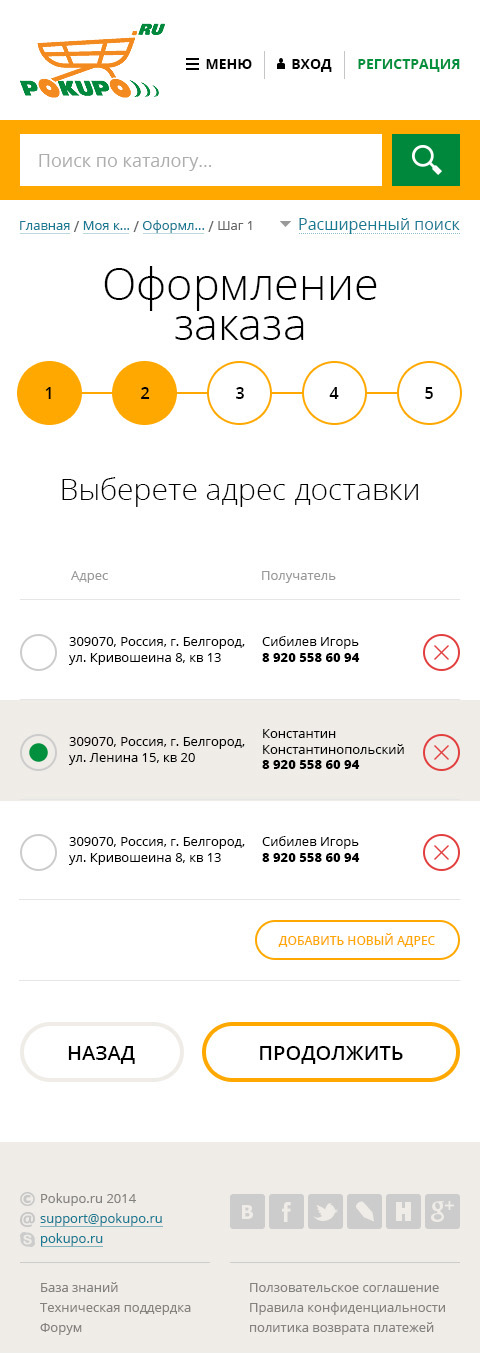 .RU
POKUPO
МЕНЮ
ВХОД
РЕГИСТРАЦИЯ
Поиск по каталогу...
Главная / Моя к... / Оформл... / Шаг 1
Расширенный поиск
Оформление
заказа
1 2 3 4 5
Выберете адрес доставки
Адрес Получатель
309070, Россия, г. Белгород,
ул. Кривошеина 8, кв 13
Сибилев Игорь
8 920 558 60 94
309070, Россия, г. Белгород,
ул. Ленина 15, кв 20
Константин
Константинопольский
8 920 558 60 94
309070, Россия, г. Белгород,
ул. Кривошеина 8, кв 13
Сибилев Игорь
8 920 558 60 94
ДОБАВИТЬ НОВЫЙ АДРЕС
НАЗАД
ПРОДОЛЖИТЬ
© Pokupo.ru 2014
@ support@pokupo.ru
pokupo.ru
База знаний
Техническая поддердка
Форум
Ползовательское соглашение
Правила конфиденциальности
политика возврата платежей